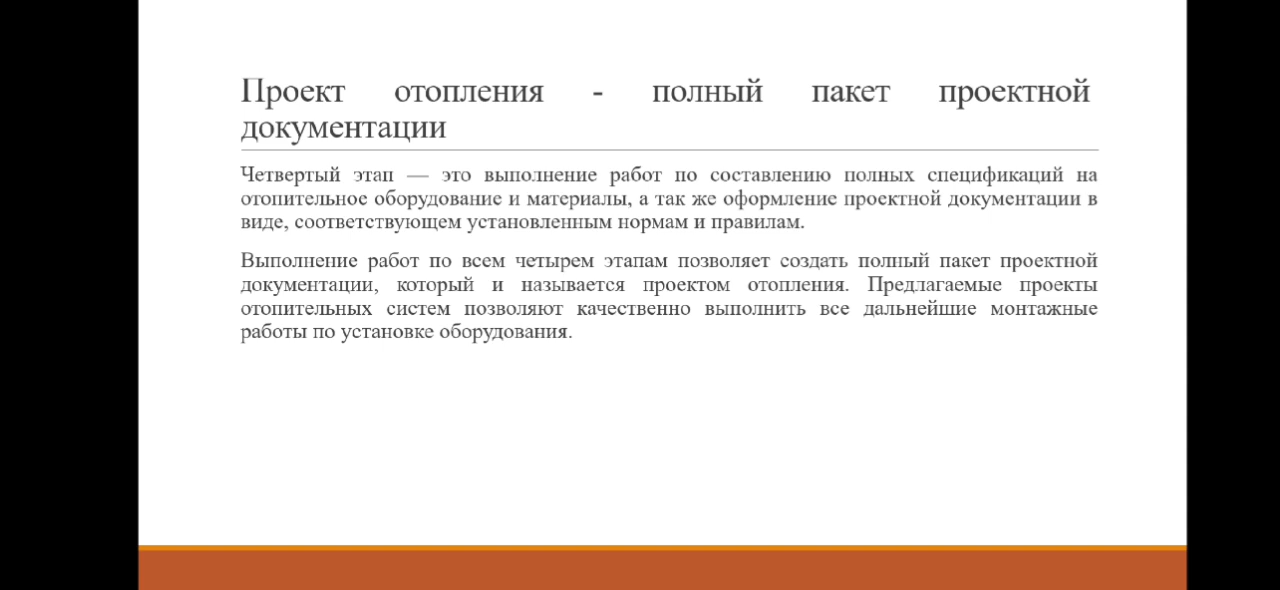 Проект отопления - полный пакет проектной
документации
Четвертый этап — это выполнение работ по составлению полных спецификаций на
отопительное оборудование и материалы, а так же оформление проектной документации в
виде, соответствующем установленным нормам и правилам.
Выполнение работ по всем четырем этапам позволяет создать полный пакет проектной
документации, который и называется проектом отопления. Предлагаемые проекты
отопительных систем позволяют качественно выполнить все дальнейшие монтажные
работы по установке оборудования.